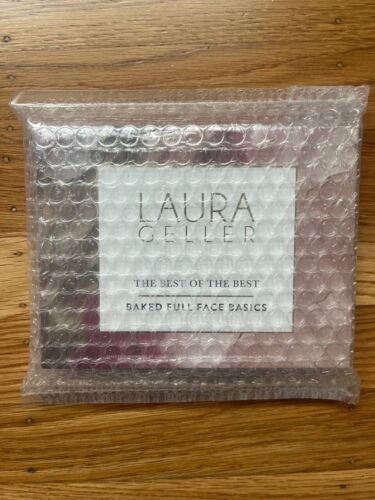 LAURA
GELLER
THE BEST OF THE BEST
BAKED FULL FACE BASICS